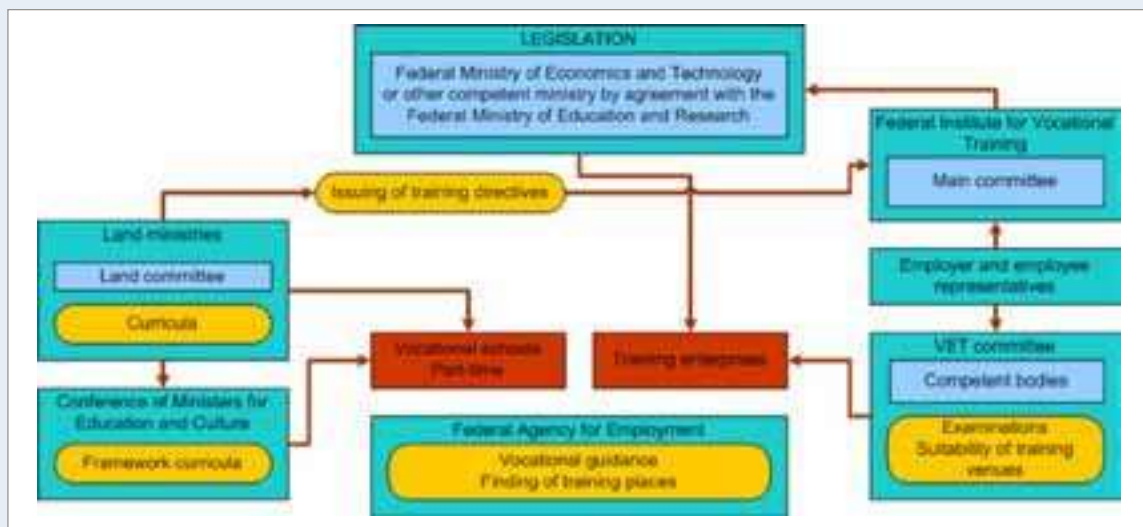 LEGISLATION
Federal Ministry of Economics and Technology
or other competent ministry by agreement with the
Federal Ministry of Education and Research
Federal Institute for Vocational
Training
Main committee
Issuing of training directives
Land ministries
Land committee
Curricula
Employer and employee
representatives
Vocational schools
Part-time
Training enterprises
VET committee
Competent bodies
Examinations
Suitability of training
venues
Conference of Ministers for
Education and Culture
Framework curricula
Federal Agency for Employment
Vocational guidance
Finding of training places